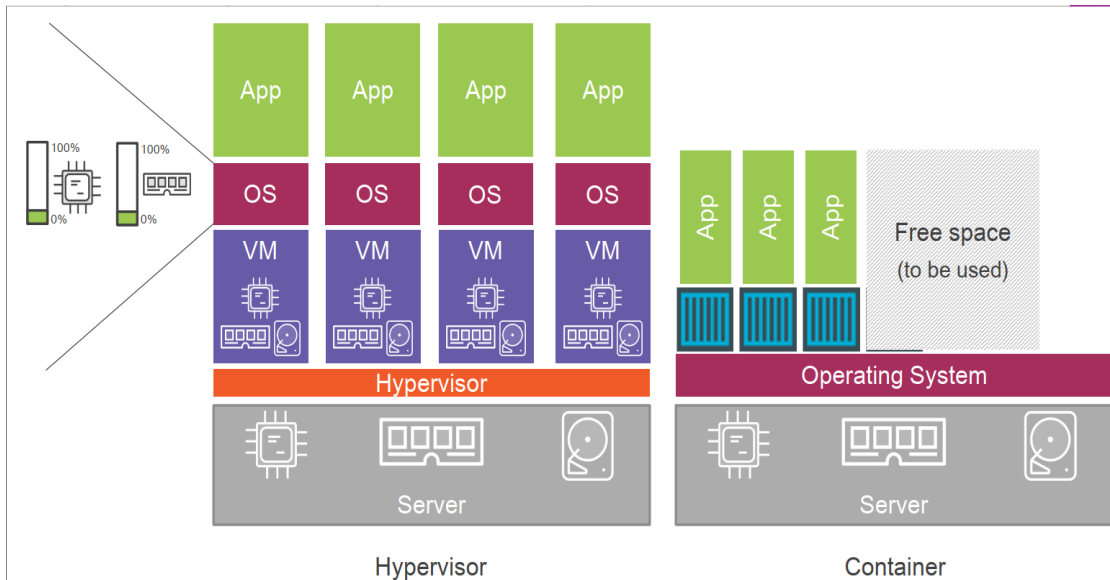 App App App App
100% 100%
0% 0%
OS OS OS OS
VM VM VM VM
Hypervisor
Server
Hypervisor
App App App
Free space
(to be used)
Operating System
Server
Container